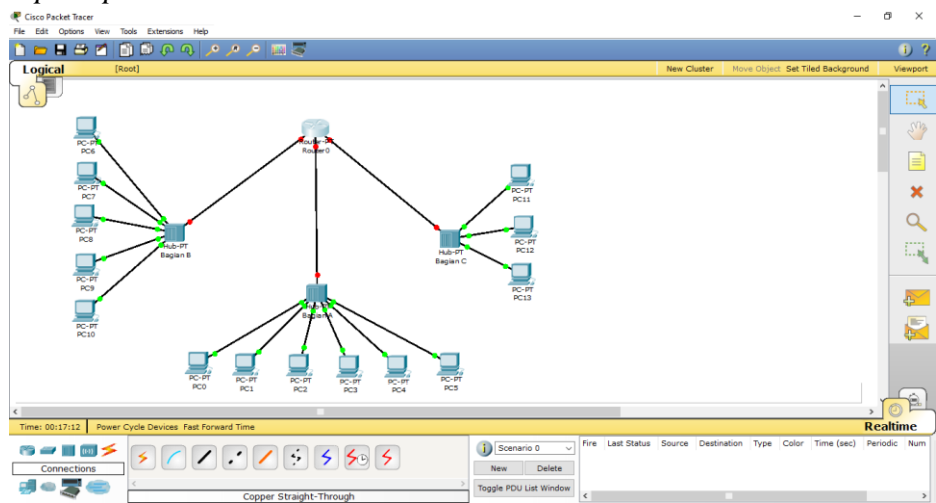 Cisco Packet Tracer
File Edit Options View Tools Extensions Help
Logical [Root] New Cluster Move Object Set Tiled Background Viewport
PC-PT
PC6
PC-PT
PC7
PC-PT
PC8
PC-PT
PC9
PC-PT
PC10
Hub-PT
Bagian B
Router-PT
Router0
Hub-PT
Bagian A
Hub-PT
Bagian C
PC-PT
PC11
PC-PT
PC12
PC-PT
PC13
PC-PT
PC0
PC-PT
PC1
PC-PT
PC2
PC-PT
PC3
PC-PT
PC4
PC-PT
PC5
Time: 00:17:12 Power Cycle Devices Fast Forward Time
Realtime
Connections
Copper Straight-Through
Scenario 0
New Delete
Toggle PDU List Window
Fire Last Status Source Destination Type Color Time (sec) Periodic Num